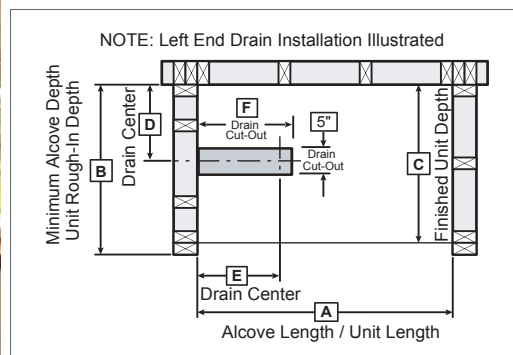 NOTE: Left End Drain Installation Illustrated
Minimum Alcove Depth
Unit Rough-In Depth
B
Drain Center
D
F
Drain
Cut-Out
5"
Drain
Cut-Out
C
Finished Unit Depth
E
Drain Center
A
Alcove Length / Unit Length